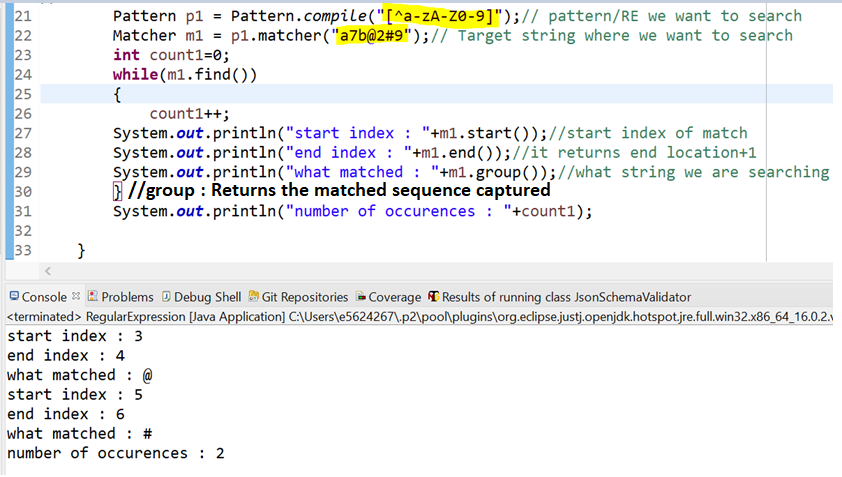 21 Pattern p1 = Pattern.compile("[^a-zA-Z0-9]");// pattern/RE we want to search
22 Matcher m1 = p1.matcher("a7b@2#9");// Target string where we want to search
23 int count1=0;
24 while(m1.find())
25 {
26 count1++;
27 System.out.println("start index : "+m1.start());//start index of match
28 System.out.println("end index : "+m1.end());//it returns end location+1
29 System.out.println("what matched : "+m1.group());//what string we are searching
30 } //group : Returns the matched sequence captured
31 System.out.println("number of occurences : "+count1);
32
33 }
Console Problems Debug Shell Git Repositories Coverage Results of running class JsonSchemaValidator
<terminated> RegularExpression [Java Application] C:\Users\e5624267\.p2\pool\plugins\org.eclipse.justj.openjdk.hotspot.jre.full.win32.x86_64_16.0.2.v
start index : 3
end index : 4
what matched : @
start index : 5
end index : 6
what matched : #
number of occurences : 2